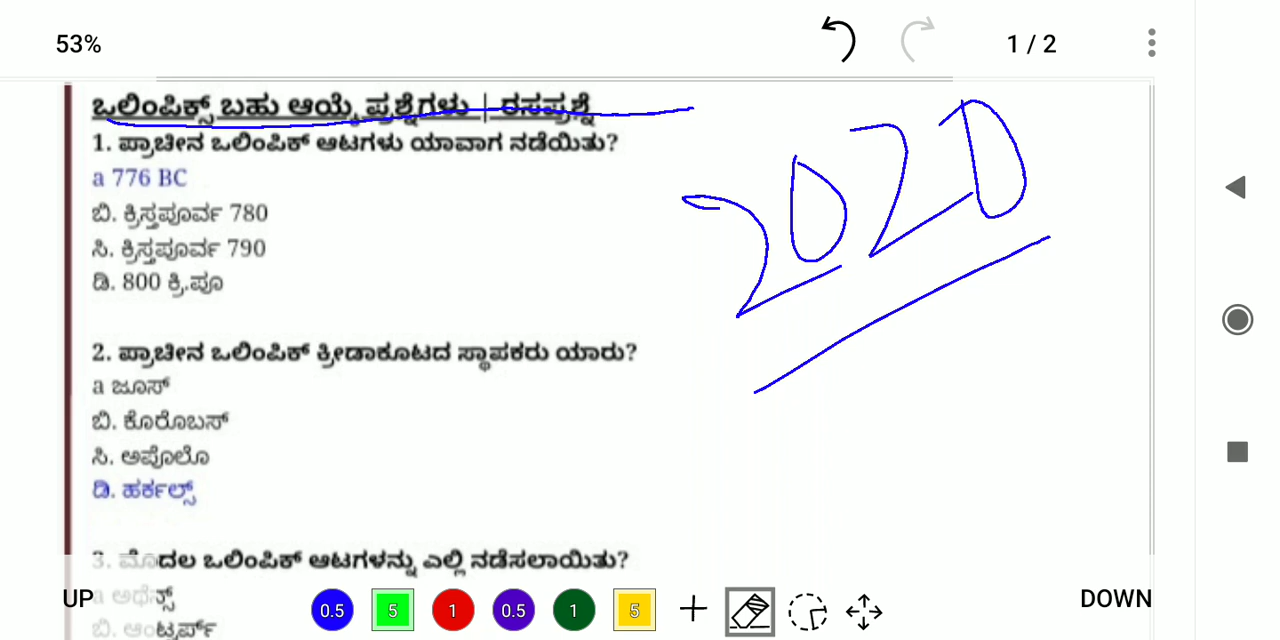 53%
1 / 2
ಒಲಿಂಪಿಕ್ಸ್ ಬಹು ಆಯ್ಕೆ ಪ್ರಶ್ನೆಗಳು | ರಸಪ್ರಶ್ನೆ
1. ಪ್ರಾಚೀನ ಒಲಿಂಪಿಕ್ ಆಟಗಳು ಯಾವಾಗ ನಡೆಯಿತು?
a 776 BC
ಬಿ. ಕ್ರಿಸ್ತಪೂರ್ವ 780
ಸಿ. ಕ್ರಿಸ್ತಪೂರ್ವ 790
ಡಿ. 800 ಕ್ರಿ.ಪೂ
2020
2. ಪ್ರಾಚೀನ ಒಲಿಂಪಿಕ್ ಕ್ರೀಡಾಕೂಟದ ಸ್ಥಾಪಕರು ಯಾರು?
a ಜೂಸ್
ಬಿ. ಕೊರೊಬಸ್
ಸಿ. ಅಪೊಲೊ
ಡಿ. ಹರ್ಕಲ್ಸ್
3. ಮೊದಲ ಒಲಿಂಪಿಕ್ ಆಟಗಳನ್ನು ಎಲ್ಲಿ ನಡೆಸಲಾಯಿತು?
a ಅಥೆನ್ಸ್
ಬಿ. ಆಂಟ್ವರ್ಪ್
UP
0.5 5 1 0.5 1 5
DOWN